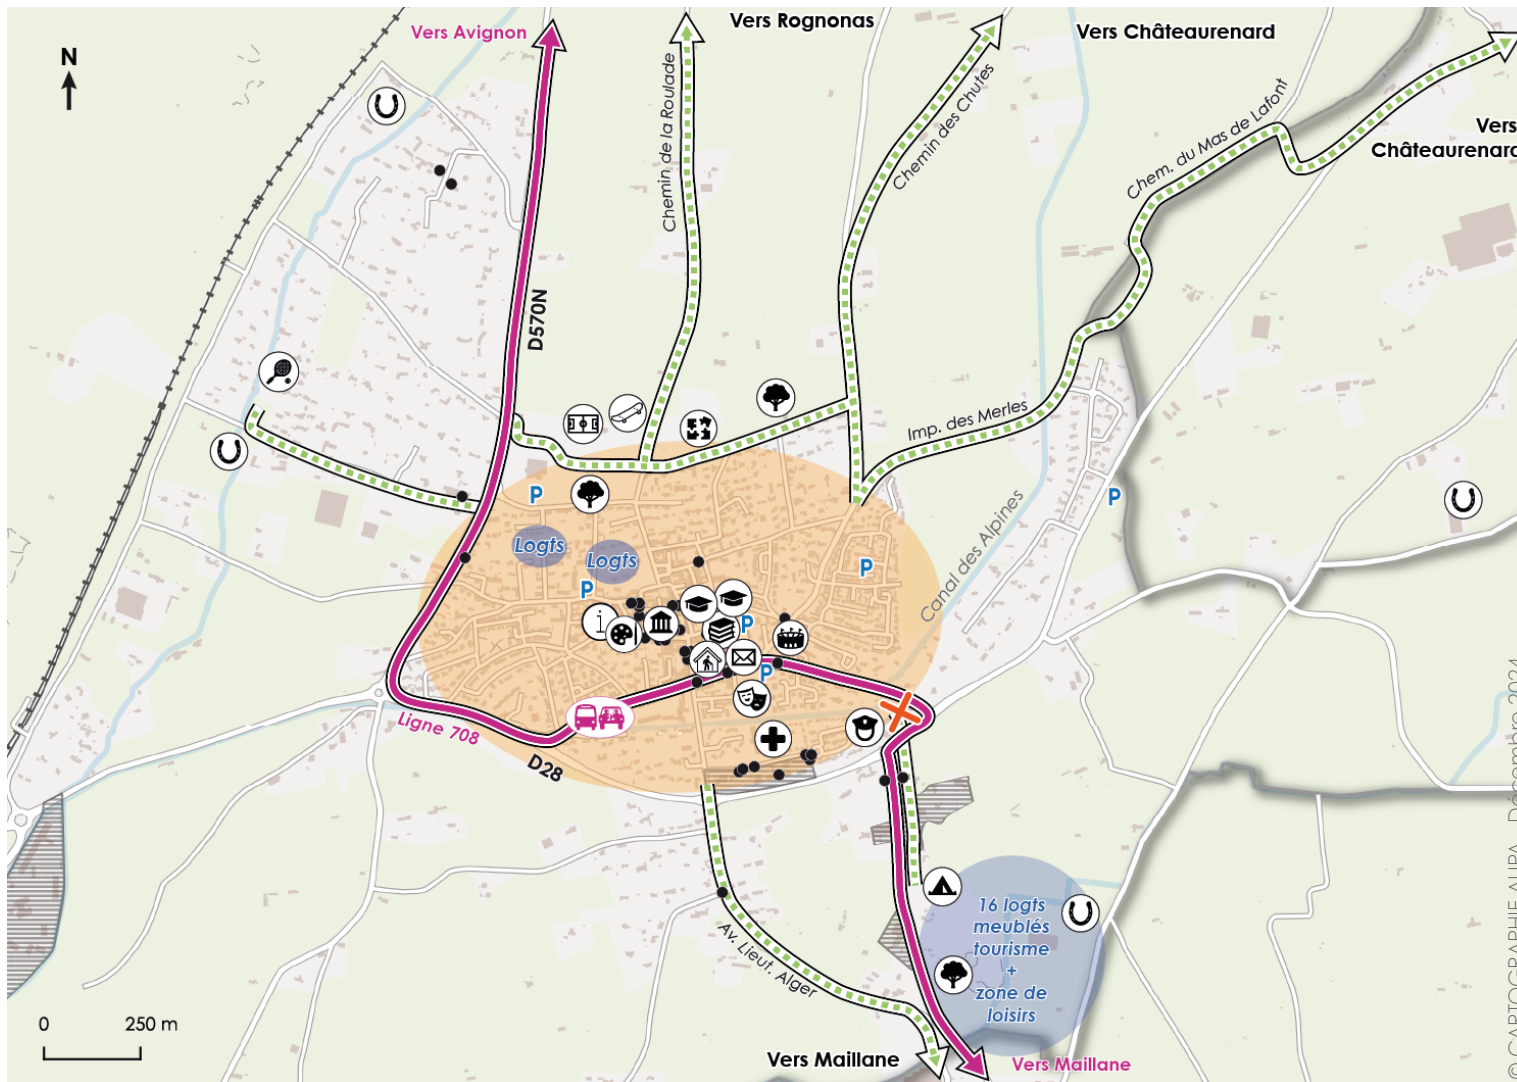 Vers Avignon
Vers Rognonas
Vers Châteaurenard
N
Chemin de la Roulade
Chemin des Chutes
Chem. du Mas de Lafont
Vers
Châteaurenard
D570N
Imp. des Merles
P
P
Canal des Alpines
Logts
Logts
P
P
i
P
P
Ligne 708
D28
16 logts
meublés
tourisme
+
zone de
loisirs
Av. Lieut. Alger
0 250 m
Vers Maillane
Vers Maillane
© CARTOGRAPHIE AUPA - Décembre 2024